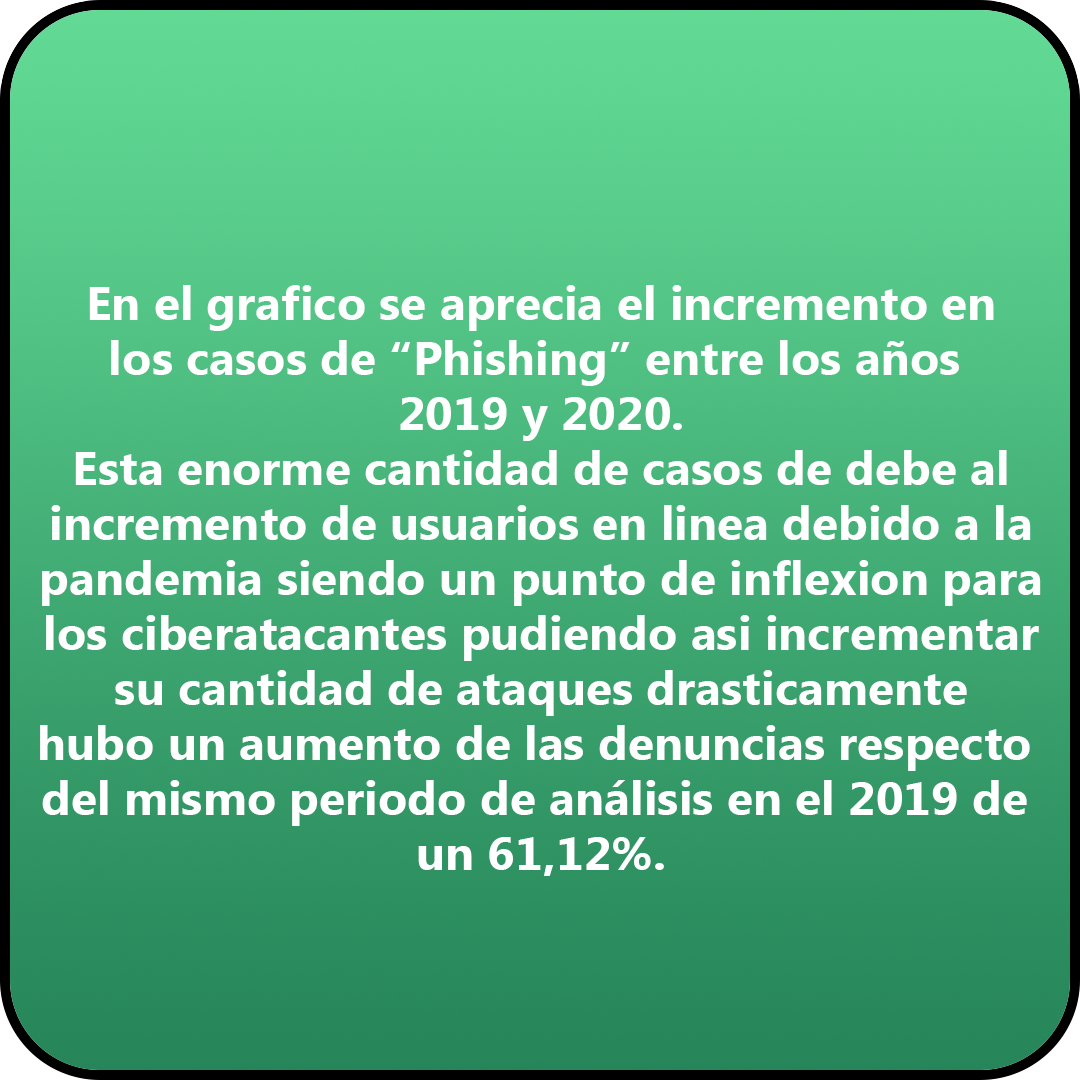 En el grafico se aprecia el incremento en
los casos de “Phishing” entre los años
2019 y 2020.
Esta enorme cantidad de casos de debe al
incremento de usuarios en linea debido a la
pandemia siendo un punto de inflexion para
los ciberatacantes pudiendo asi incrementar
su cantidad de ataques drasticamente
hubo un aumento de las denuncias respecto
del mismo periodo de análisis en el 2019 de
un 61,12%.